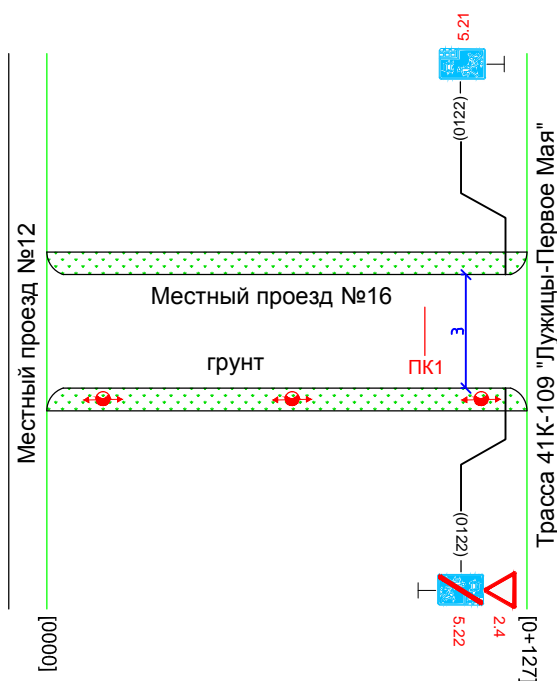 5.21
(0122)
Местный проезд №12
Местный проезд №16
3
ПК1
грунт
Трасса 41К-109 "Лужицы-Первое Мая"
(0122)
2.4
5.22
[0000]
[0+127]